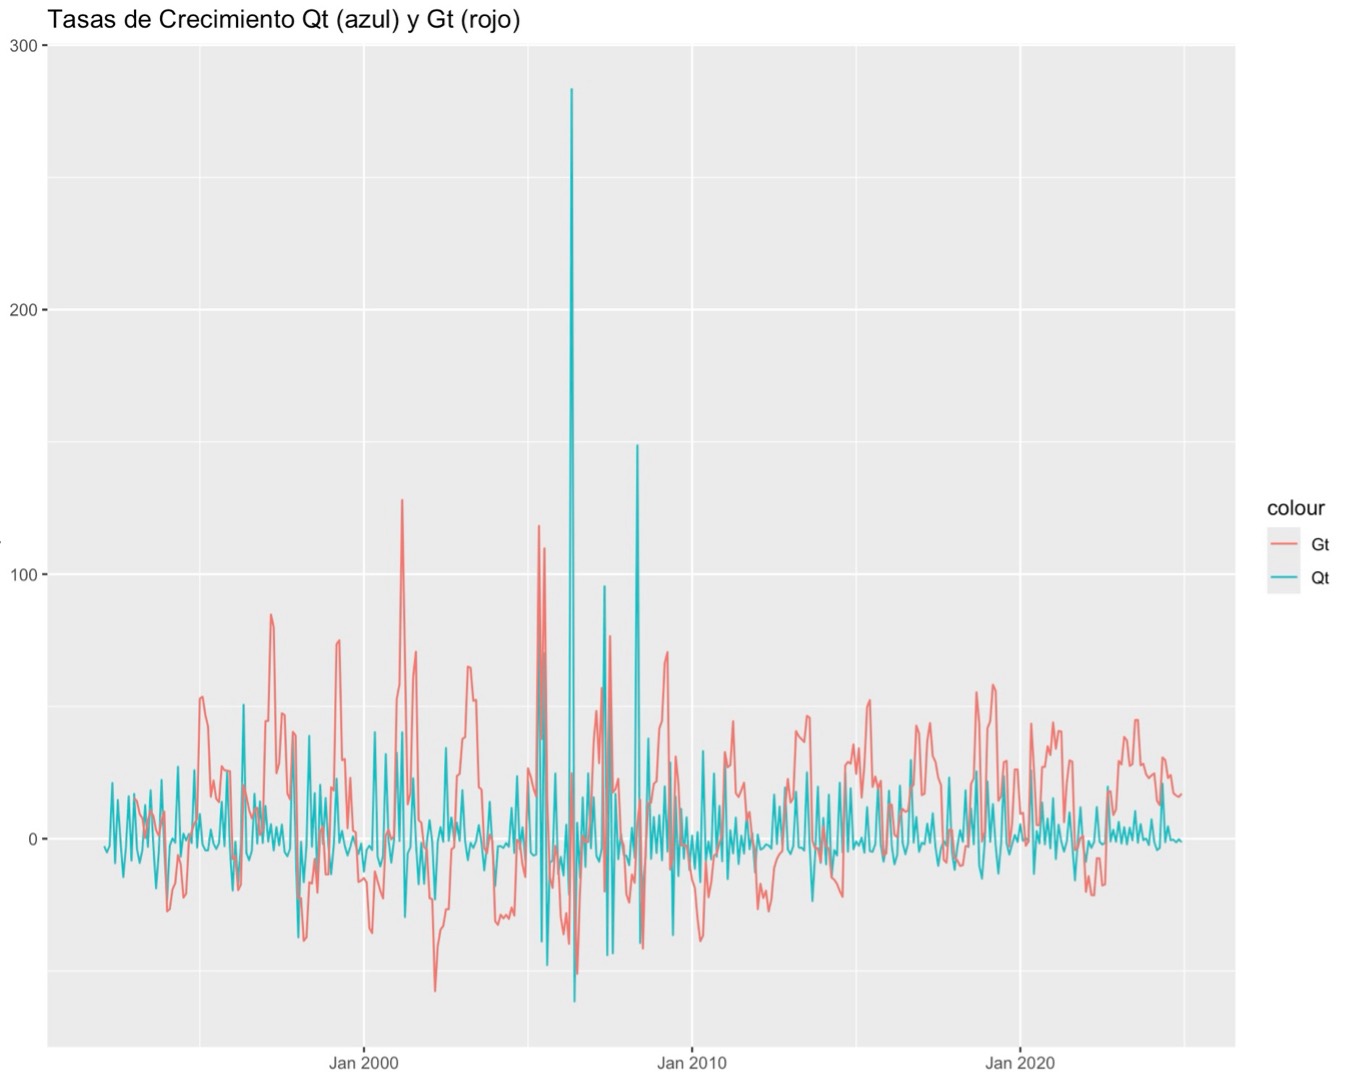 Tasas de Crecimiento Qt (azul) y Gt (rojo)
300
200
100
0
Jan 2000
Jan 2010
Jan 2020
colour
Gt
Qt